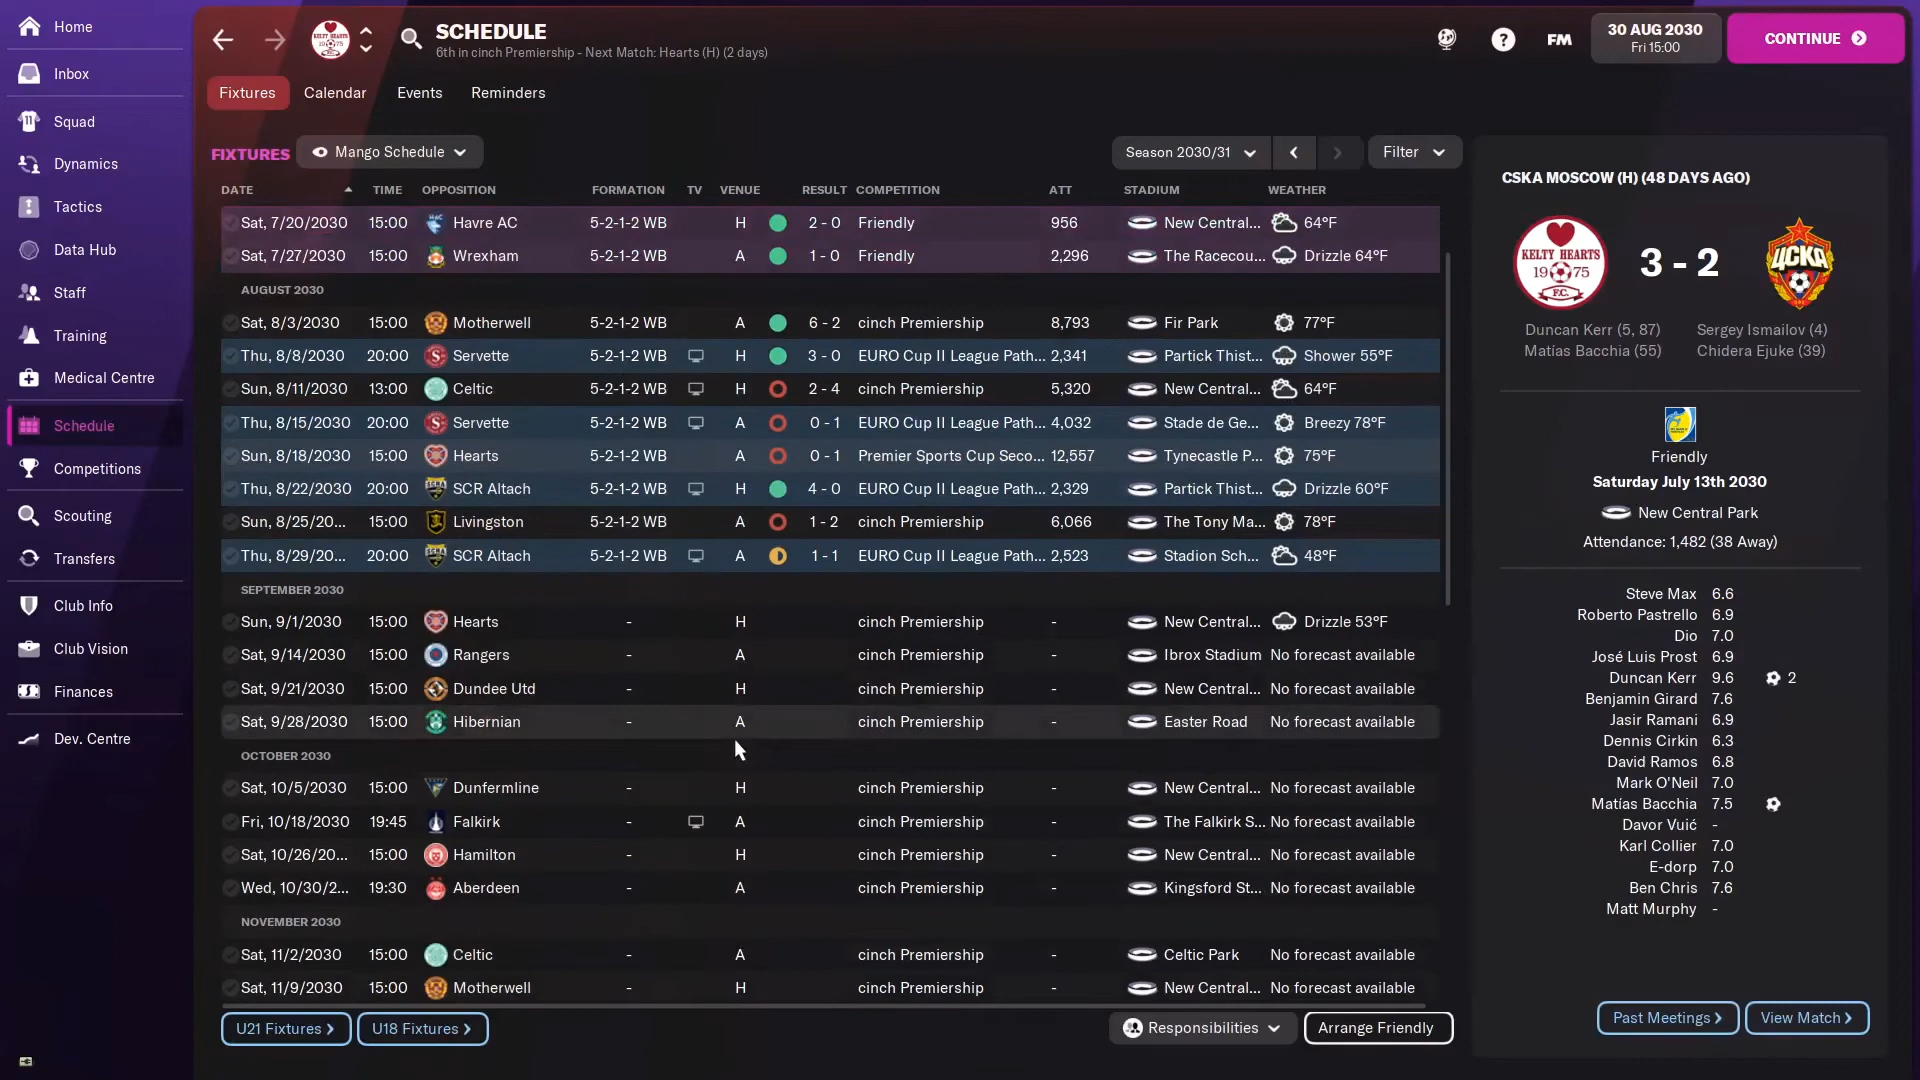 Home
Inbox
Squad
Dynamics
Tactics
Data Hub
Staff
Training
Medical Centre
Schedule
Competitions
Scouting
Transfers
Club Info
Club Vision
Finances
Dev. Centre
SCHEDULE
6th in cinch Premiership - Next Match: Hearts (H) (2 days)
FM
30 AUG 2030
Fri 15:00
CONTINUE
Fixtures Calendar Events Reminders
FIXTURES Mango Schedule
Season 2030/31 Filter
DATE TIME OPPOSITION FORMATION TV VENUE RESULT COMPETITION ATT STADIUM WEATHER
Sat, 7/20/2030 15:00 Havre AC 5-2-1-2 WB H 2 - 0 Friendly 956 New Central... 64°F
Sat, 7/27/2030 15:00 Wrexham 5-2-1-2 WB A 1 - 0 Friendly 2,296 The Racecou... Drizzle 64°F
AUGUST 2030
Sat, 8/3/2030 15:00 Motherwell 5-2-1-2 WB A 6 - 2 cinch Premiership 8,793 Fir Park 77°F
Thu, 8/8/2030 20:00 Servette 5-2-1-2 WB H 3 - 0 EURO Cup II League Path... 2,341 Partick Thist... Shower 55°F
Sun, 8/11/2030 13:00 Celtic 5-2-1-2 WB H 2 - 4 cinch Premiership 5,320 New Central... 64°F
Thu, 8/15/2030 20:00 Servette 5-2-1-2 WB A 0 - 1 EURO Cup II League Path... 4,032 Stade de Ge... Breezy 78°F
Sun, 8/18/2030 15:00 Hearts 5-2-1-2 WB A 0 - 1 Premier Sports Cup Seco... 12,557 Tynecastle P... 75°F
Thu, 8/22/2030 20:00 SCR Altach 5-2-1-2 WB H 4 - 0 EURO Cup II League Path... 2,329 Partick Thist... Drizzle 60°F
Sun, 8/25/20... 15:00 Livingston 5-2-1-2 WB A 1 - 2 cinch Premiership 6,066 The Tony Ma... 78°F
Thu, 8/29/20... 20:00 SCR Altach 5-2-1-2 WB A 1 - 1 EURO Cup II League Path... 2,523 Stadion Sch... 48°F
SEPTEMBER 2030
Sun, 9/1/2030 15:00 Hearts - H cinch Premiership - New Central... Drizzle 53°F
Sat, 9/14/2030 15:00 Rangers - A cinch Premiership - Ibrox Stadium No forecast available
Sat, 9/21/2030 15:00 Dundee Utd - H cinch Premiership - New Central... No forecast available
Sat, 9/28/2030 15:00 Hibernian - A cinch Premiership - Easter Road No forecast available
OCTOBER 2030
Sat, 10/5/2030 15:00 Dunfermline - H cinch Premiership - New Central... No forecast available
Fri, 10/18/2030 19:45 Falkirk - A cinch Premiership - The Falkirk S... No forecast available
Sat, 10/26/20... 15:00 Hamilton - H cinch Premiership - New Central... No forecast available
Wed, 10/30/2... 19:30 Aberdeen - A cinch Premiership - Kingsford St... No forecast available
NOVEMBER 2030
Sat, 11/2/2030 15:00 Celtic - A cinch Premiership - Celtic Park No forecast available
Sat, 11/9/2030 15:00 Motherwell - H cinch Premiership - New Central... No forecast available
U21 Fixtures U18 Fixtures Responsibilities Arrange Friendly
CSKA MOSCOW (H) (48 DAYS AGO)
KELTY HEARTS
1975
F.C.
3 - 2
ЦСКА
Duncan Kerr (5, 87) Sergey Ismailov (4)
Matías Bacchia (55) Chidera Ejuke (39)
Friendly
Saturday July 13th 2030
New Central Park
Attendance: 1,482 (38 Away)
Steve Max 6.6
Roberto Pastrello 6.9
Dio 7.0
José Luis Prost 6.9
Duncan Kerr 9.6 2
Benjamin Girard 7.6
Jasir Ramani 6.9
Dennis Cirkin 6.3
David Ramos 6.8
Mark O'Neil 7.0
Matías Bacchia 7.5
Davor Vuić -
Karl Collier 7.0
E-dorp 7.0
Ben Chris 7.6
Matt Murphy -
Past Meetings View Match